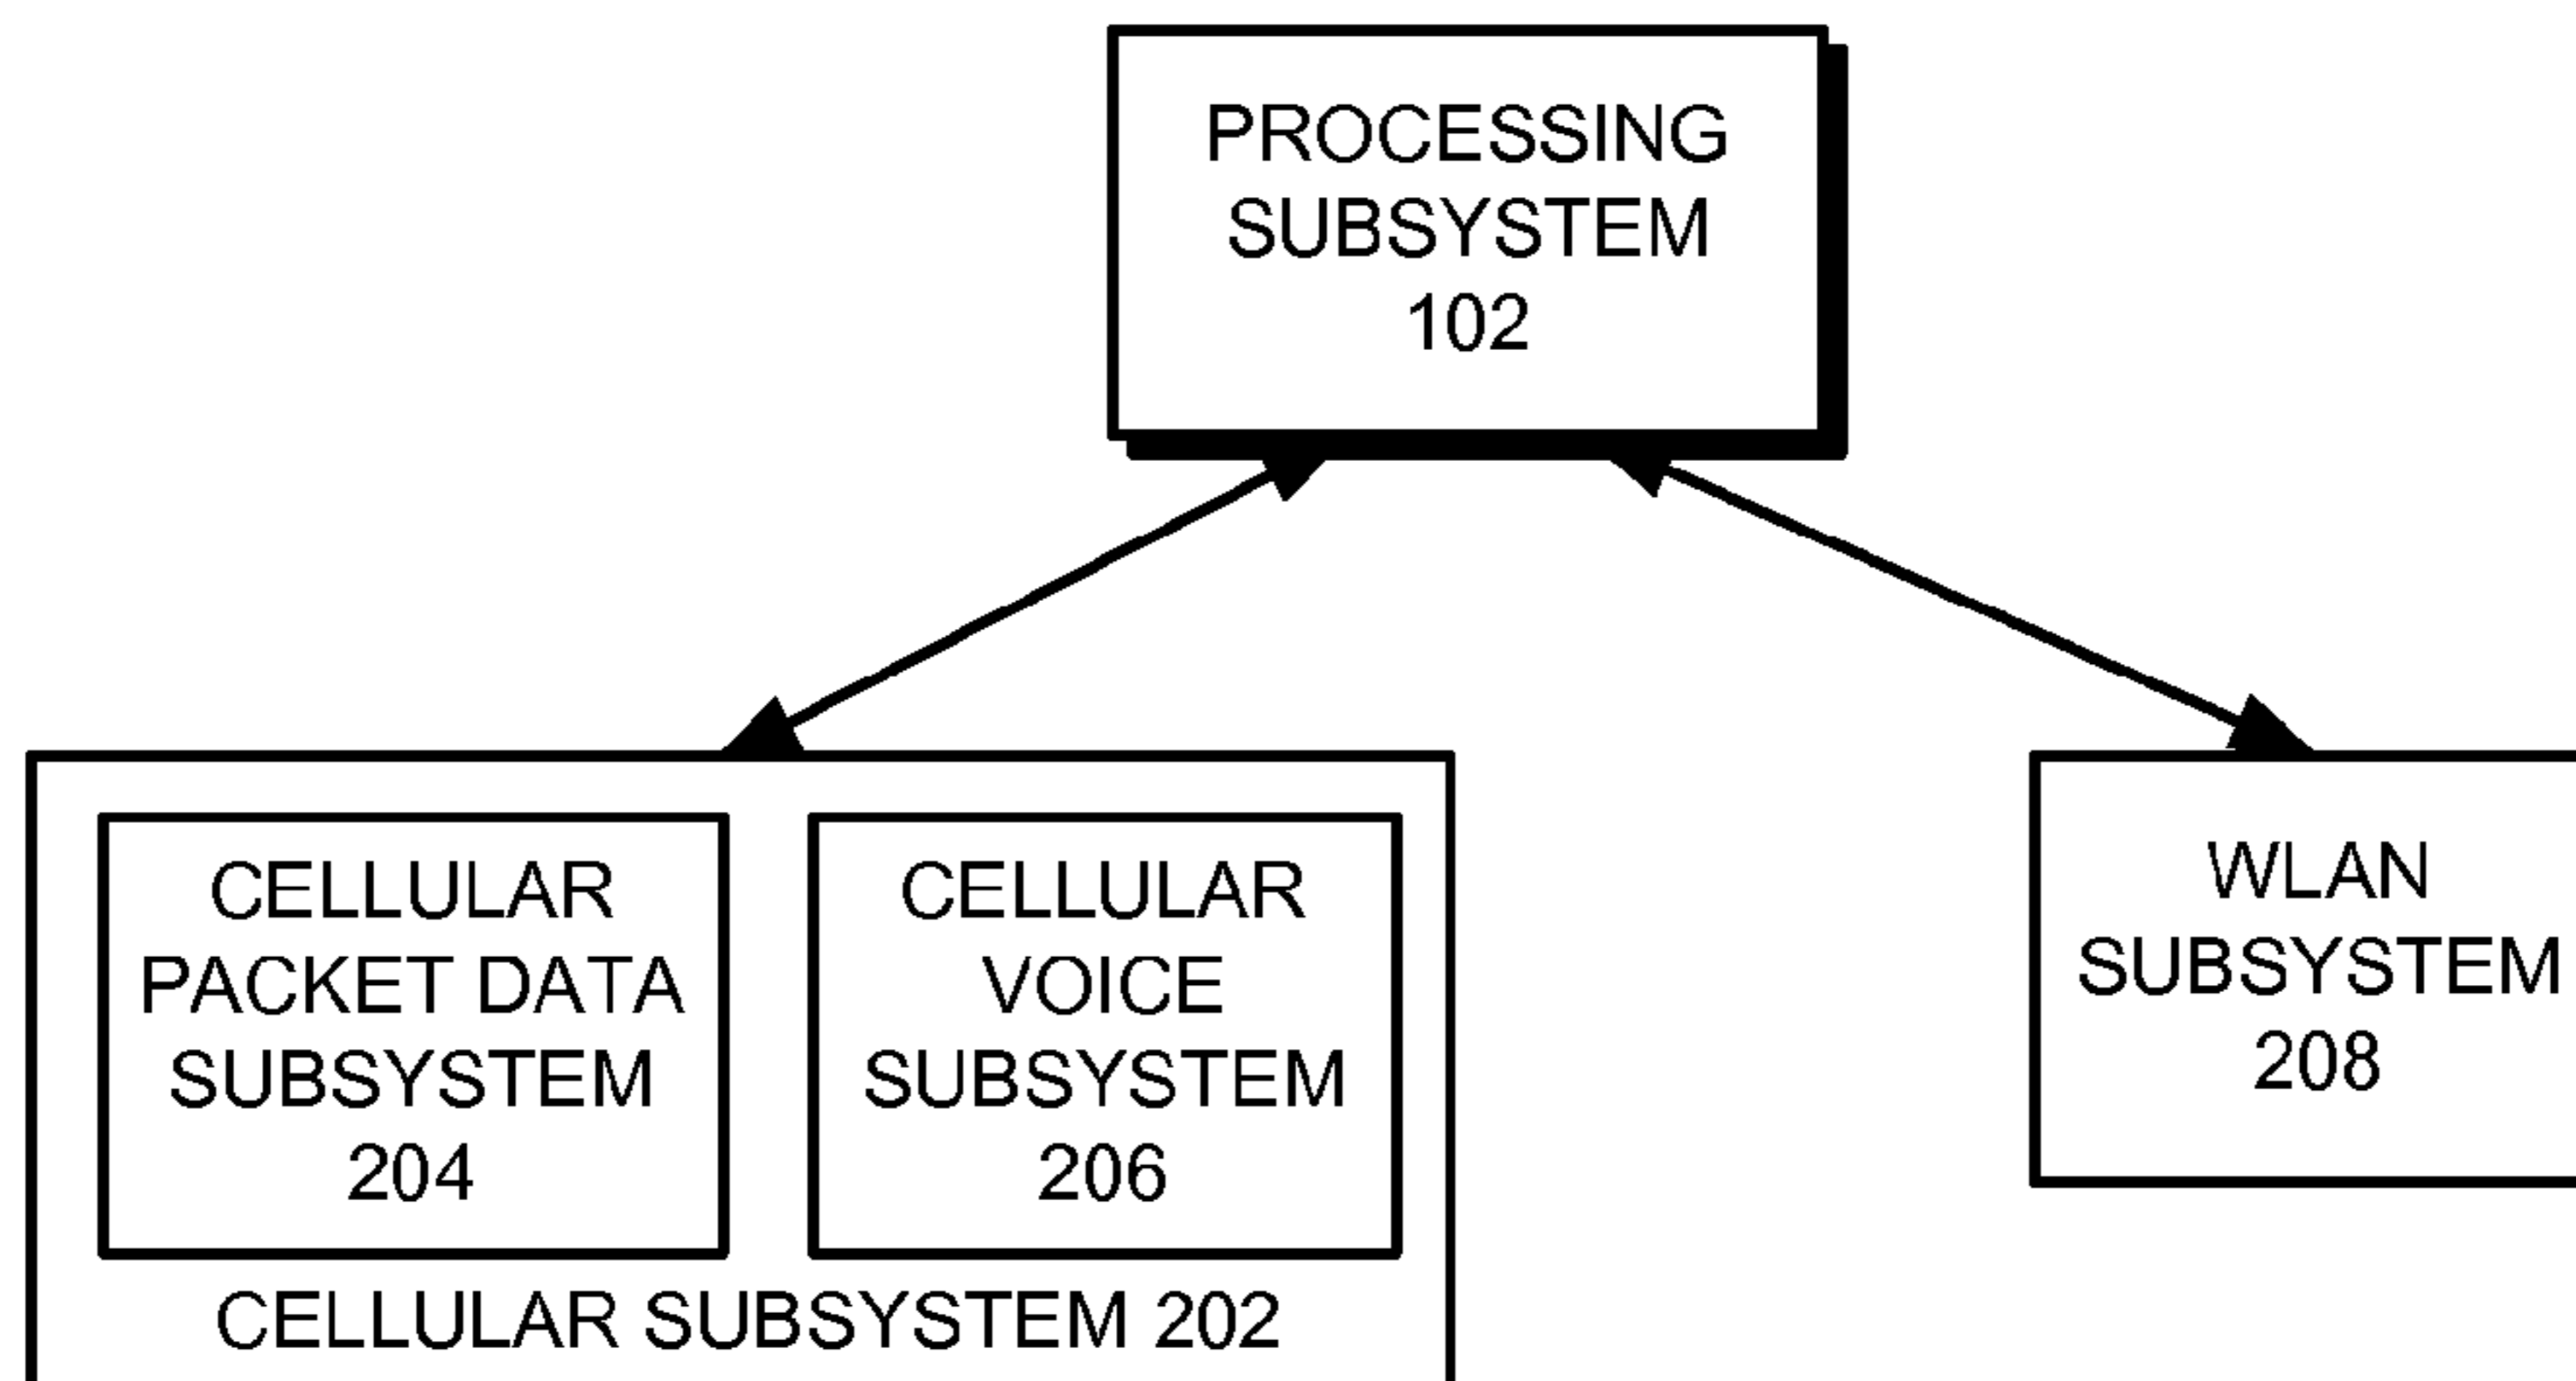 PROCESSING
SUBSYSTEM
102
CELLULAR
PACKET DATA
SUBSYSTEM
204
CELLULAR
VOICE
SUBSYSTEM
206
CELLULAR SUBSYSTEM 202
WLAN
SUBSYSTEM
208